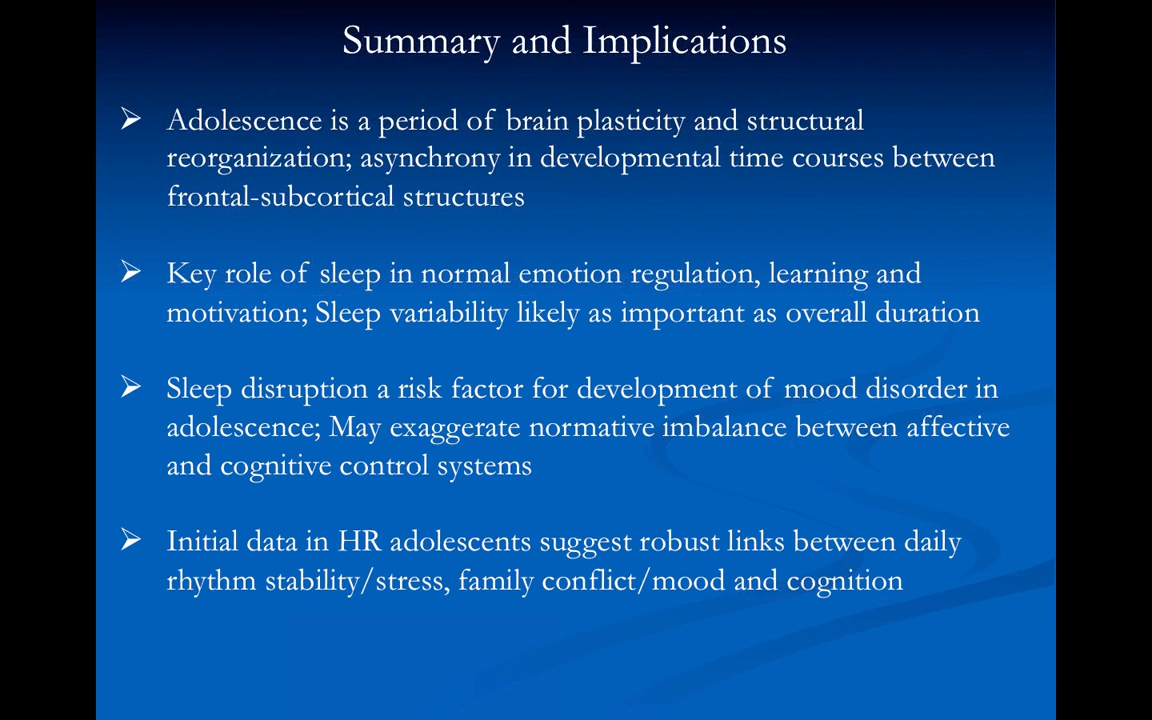 Summary and Implications
Adolescence is a period of brain plasticity and structural
reorganization; asynchrony in developmental time courses between
frontal-subcortical structures
Key role of sleep in normal emotion regulation, learning and
motivation; Sleep variability likely as important as overall duration
Sleep disruption a risk factor for development of mood disorder in
adolescence; May exaggerate normative imbalance between affective
and cognitive control systems
Initial data in HR adolescents suggest robust links between daily
rhythm stability/stress, family conflict/mood and cognition